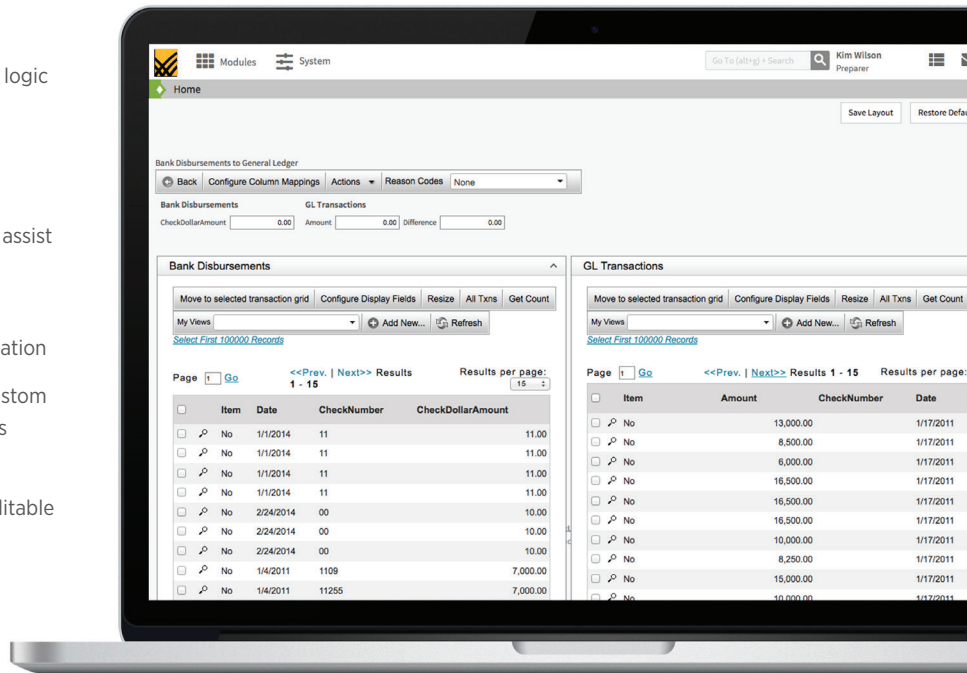 logic
assist
ation
stom
s
litable
Modules
System
Go To (alt+g) + Search
Kim Wilson
Preparer
Home
Save Layout
Restore Defau
Bank Disbursements to General Ledger
Back Configure Column Mappings Actions Reason Codes None
Bank Disbursements GL Transactions
CheckDollarAmount 0.00 Amount 0.00 Difference 0.00
Bank Disbursements
Move to selected transaction grid Configure Display Fields Resize All Txns Get Count
My Views Add New... Refresh
Select First 100000 Records
Page 1 Go <<Prev. | Next>> Results 1 - 15 Results per page: 15
Item Date CheckNumber CheckDollarAmount
No 1/1/2014 11 11.00
No 1/1/2014 11 11.00
No 1/1/2014 11 11.00
No 1/1/2014 11 11.00
No 2/24/2014 00 10.00
No 2/24/2014 00 10.00
No 2/24/2014 00 10.00
No 1/4/2011 1109 7,000.00
No 1/4/2011 11255 7,000.00
GL Transactions
Move to selected transaction grid Configure Display Fields Resize All Txns Get Count
My Views Add New... Refresh
Select First 100000 Records
Page 1 Go <<Prev. | Next>> Results 1 - 15 Results per page:
Item Amount CheckNumber Date
No 13,000.00 1/17/2011
No 8,500.00 1/17/2011
No 6,000.00 1/17/2011
No 16,500.00 1/17/2011
No 16,500.00 1/17/2011
No 16,500.00 1/17/2011
No 10,000.00 1/17/2011
No 8,250.00 1/17/2011
No 15,000.00 1/17/2011
No 10,000.00 1/17/2011